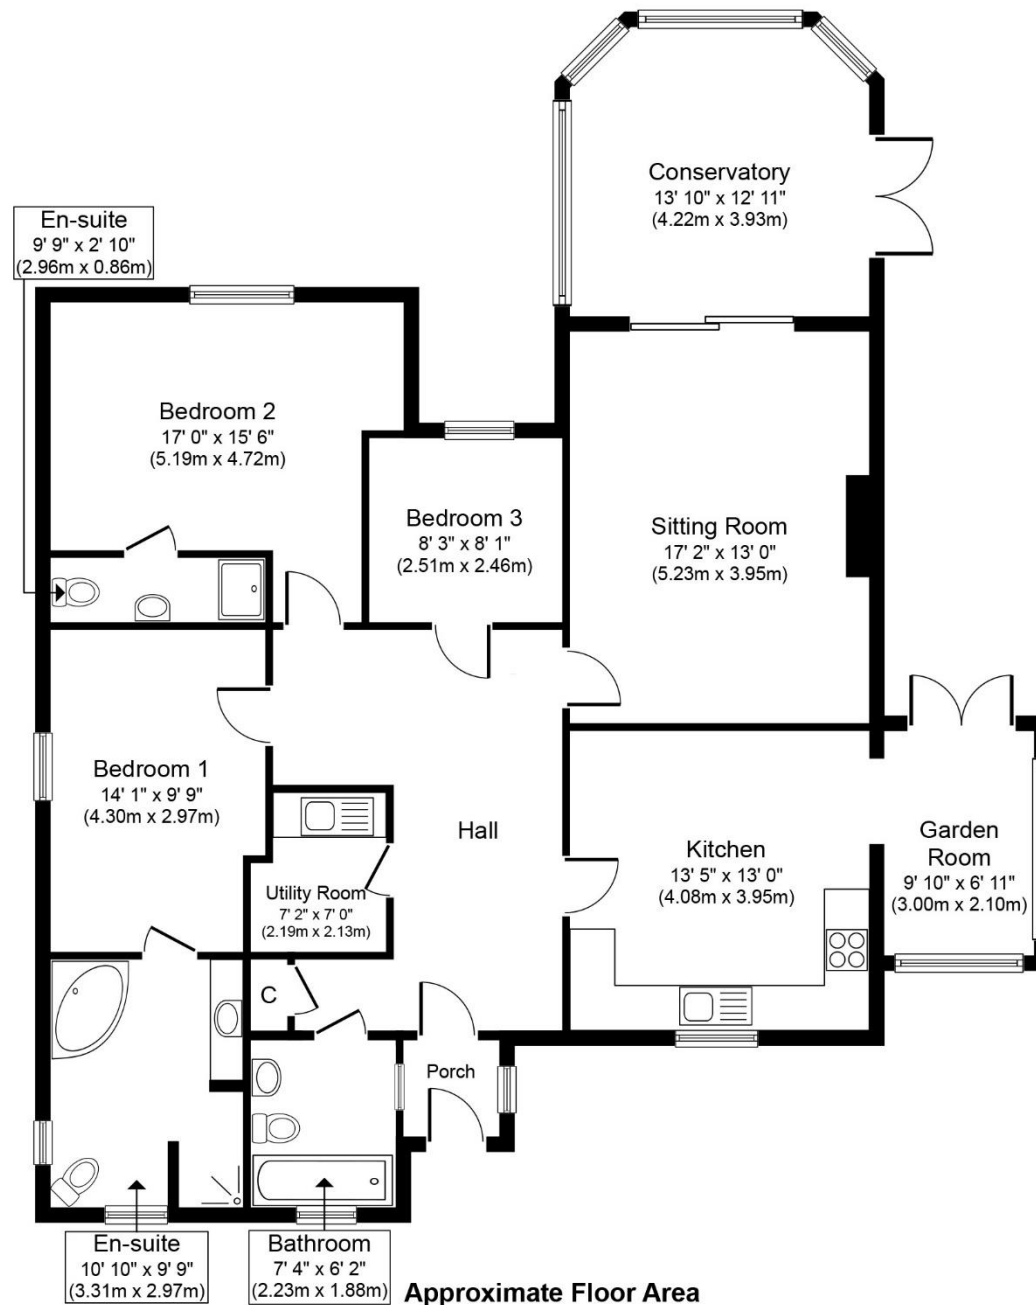 Conservatory
13' 10" x 12' 11"
(4.22m x 3.93m)
En-suite
9' 9" x 2' 10"
(2.96m x 0.86m)
Bedroom 2
17' 0" x 15' 6"
(5.19m x 4.72m)
Bedroom 3
8' 3" x 8' 1"
(2.51m x 2.46m)
Sitting Room
17' 2" x 13' 0"
(5.23m x 3.95m)
Bedroom 1
14' 1" x 9' 9"
(4.30m x 2.97m)
Hall
Kitchen
13' 5" x 13' 0"
(4.08m x 3.95m)
Garden
Room
9' 10" x 6' 11"
(3.00m x 2.10m)
Utility Room
7' 2" x 7' 0"
(2.19m x 2.13m)
C
Porch
En-suite
10' 10" x 9' 9"
(3.31m x 2.97m)
Bathroom
7' 4" x 6' 2"
(2.23m x 1.88m)
Approximate Floor Area